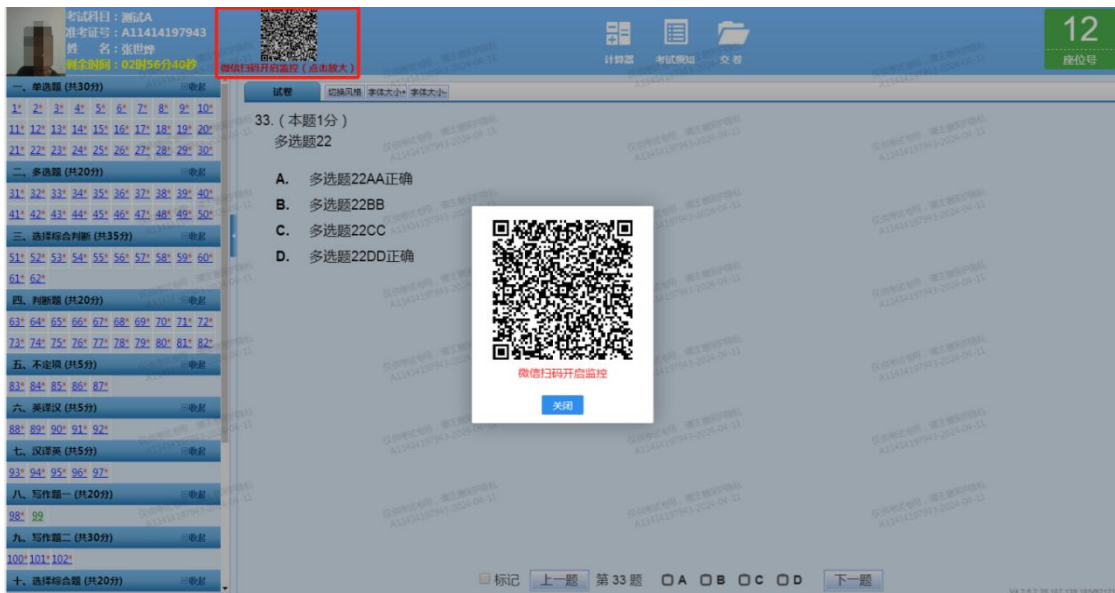 考试科目：测试A
准考证号：A11414197943
姓 名：张世烨
剩余时间：02时56分40秒
微信扫码开启监控（点击放大）
计算器
考试须知
交卷
12
座位号
一、单选题 (共30分)
收起
1* 2* 3* 4* 5* 6* 7* 8* 9* 10*
11* 12* 13* 14* 15* 16* 17* 18* 19* 20*
21* 22* 23* 24* 25* 26* 27* 28* 29* 30*
二、多选题 (共20分)
收起
31* 32* 33* 34* 35* 36* 37* 38* 39* 40*
41* 42* 43* 44* 45* 46* 47* 48* 49* 50*
三、选择综合判断 (共35分)
收起
51* 52* 53* 54* 55* 56* 57* 58* 59* 60*
61* 62*
四、判断题 (共20分)
收起
63* 64* 65* 66* 67* 68* 69* 70* 71* 72*
73* 74* 75* 76* 77* 78* 79* 80* 81* 82*
五、不定项 (共5分)
收起
83* 84* 85* 86* 87*
六、英译汉 (共5分)
收起
88* 89* 90* 91* 92*
七、汉译英 (共5分)
收起
93* 94* 95* 96* 97*
八、写作题一 (共20分)
收起
98* 99
九、写作题二 (共30分)
收起
100* 101* 102*
十、选择综合题 (共20分)
收起
试卷
切换风格 字体大小+ 字体大小-
33.（本题1分）
多选题22
A. 多选题22AA正确
B. 多选题22BB
C. 多选题22CC
D. 多选题22DD正确
微信扫码开启监控
关闭
标记 上一题 第 33 题 A B C D 下一题